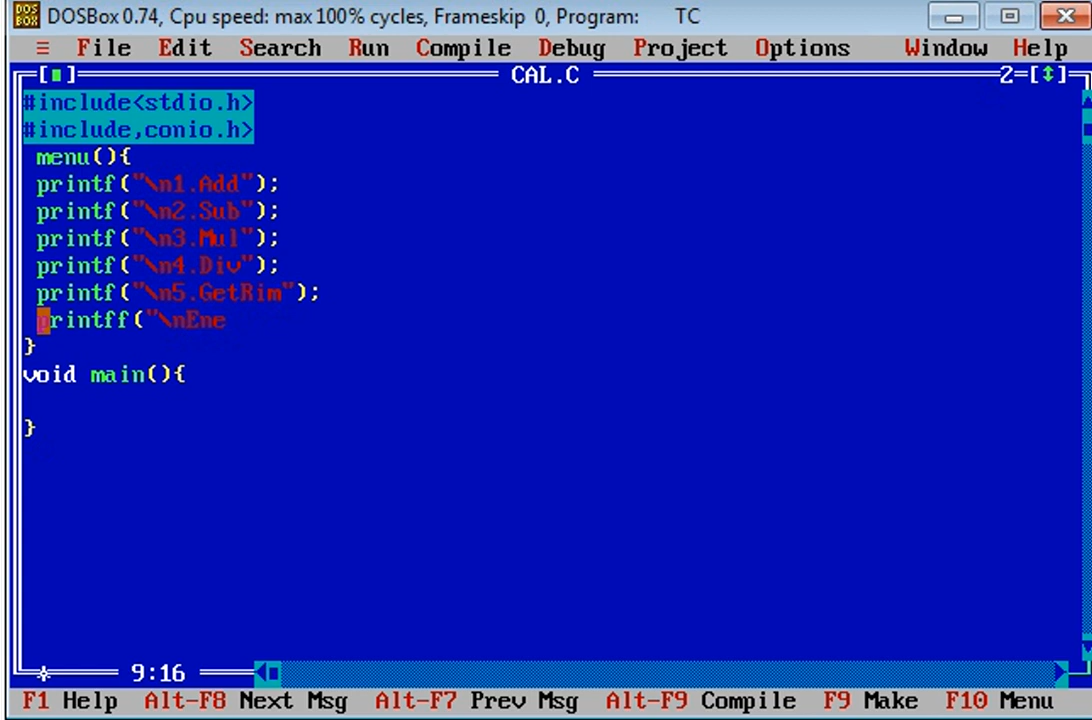 DOSBox 0.74, Cpu speed: max 100% cycles, Frameskip 0, Program: TC
≡ File Edit Search Run Compile Debug Project Options Window Help
[■] CAL.C 2=[↕]
#include<stdio.h>
#include,conio.h>
menu(){
printf("\n1.Add");
printf("\n2.Sub");
printf("\n3.Mul");
printf("\n4.Div");
printf("\n5.GetRim");
printff("\nEne
}
void main(){
}
9:16
F1 Help Alt-F8 Next Msg Alt-F7 Prev Msg Alt-F9 Compile F9 Make F10 Menu